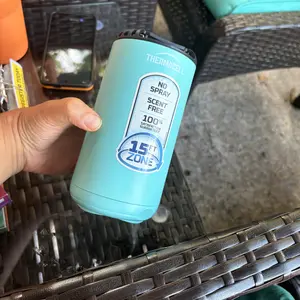 THERMACELL
NO
SPRAY
SCENT
FREE
100%
15FT
ZONE